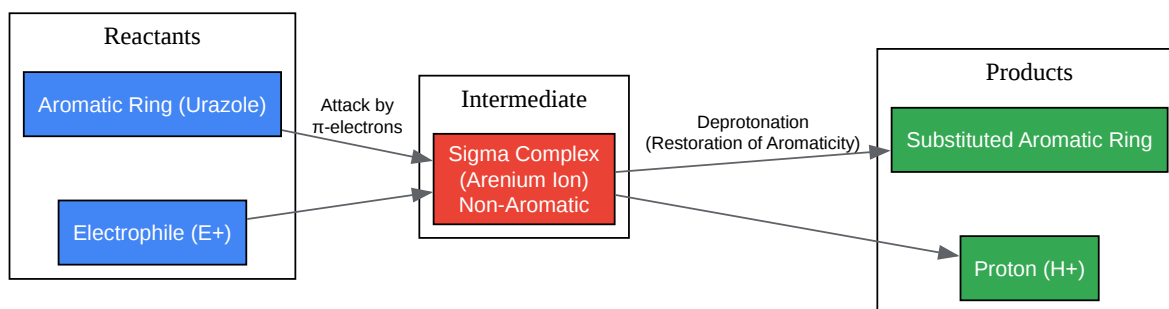 Reactants
Aromatic Ring (Urazole)
Electrophile (E+)
Attack by
π-electrons
Intermediate
Sigma Complex
(Arenium Ion)
Non-Aromatic
Deprotonation
(Restoration of Aromaticity)
Products
Substituted Aromatic Ring
Proton (H+)